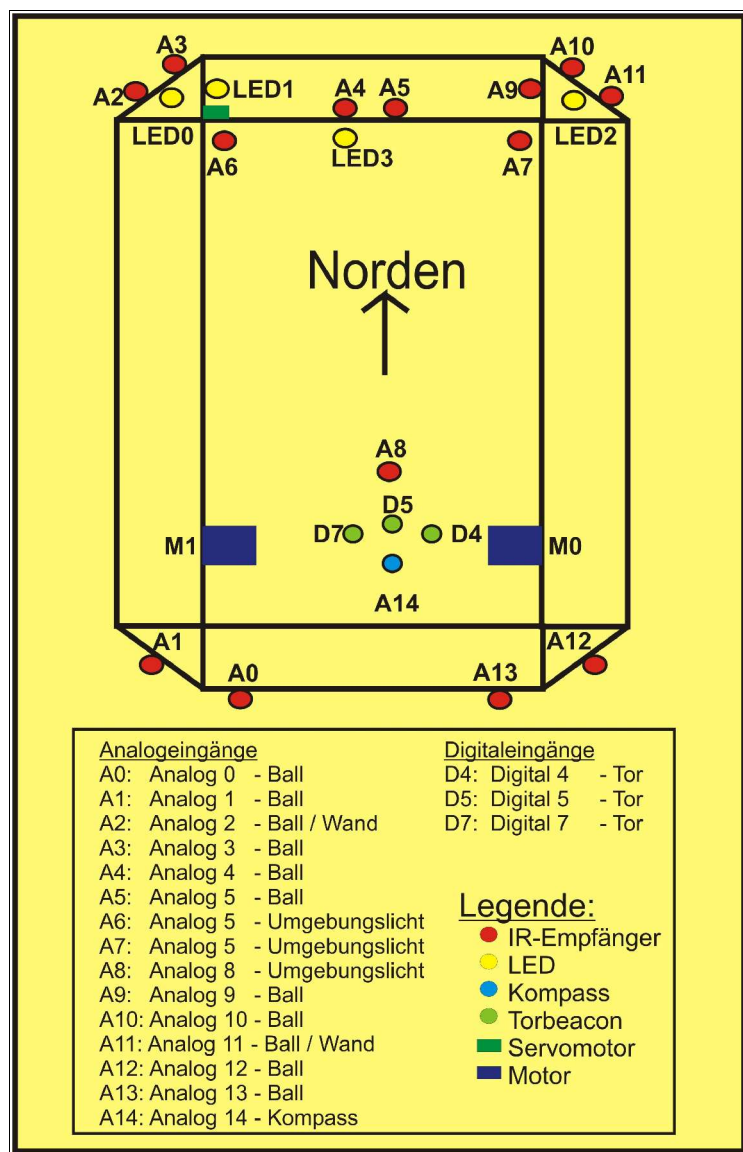 A3
A10
A2
LED1
A4
A5
A9
A11
LED0
LED3
LED2
A6
A7
Norden
A8
D5
M1
D7
D4
M0
A14
A1
A12
A0
A13
Analogeingänge
A0: Analog 0 - Ball
A1: Analog 1 - Ball
A2: Analog 2 - Ball / Wand
A3: Analog 3 - Ball
A4: Analog 4 - Ball
A5: Analog 5 - Ball
A6: Analog 5 - Umgebungslicht
A7: Analog 5 - Umgebungslicht
A8: Analog 8 - Umgebungslicht
A9: Analog 9 - Ball
A10: Analog 10 - Ball
A11: Analog 11 - Ball / Wand
A12: Analog 12 - Ball
A13: Analog 13 - Ball
A14: Analog 14 - Kompass
Digitaleingänge
D4: Digital 4 - Tor
D5: Digital 5 - Tor
D7: Digital 7 - Tor
Legende:
IR-Empfänger
LED
Kompass
Torbeacon
Servomotor
Motor